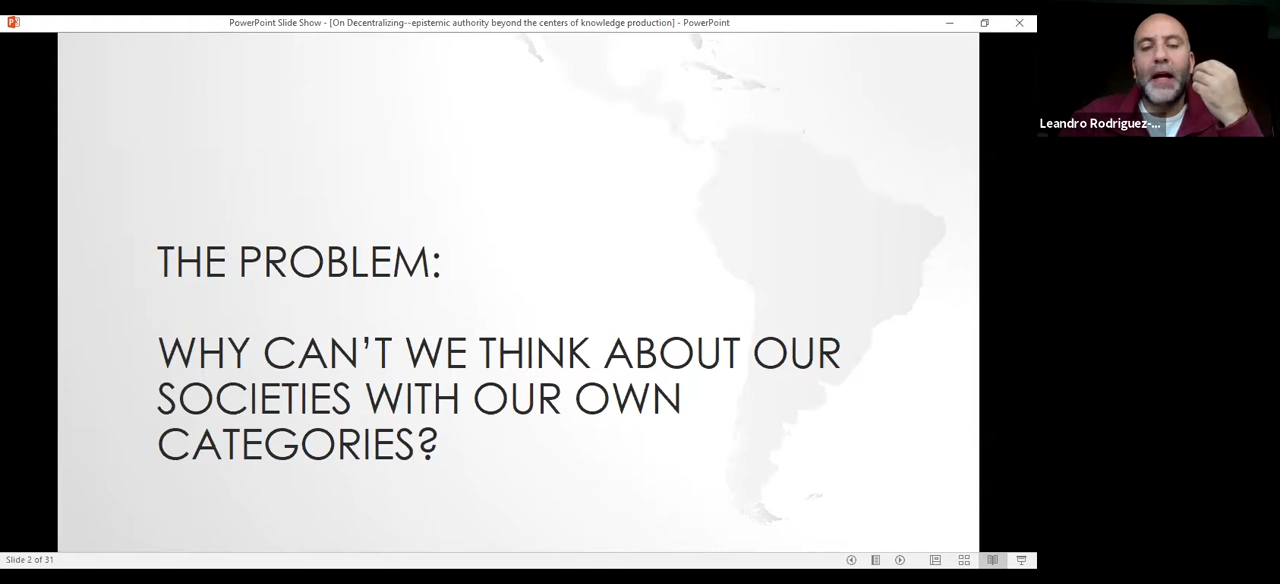 PowerPoint Slide Show - [On Decentralizing--epistemic authority beyond the centers of knowledge production] - PowerPoint
Leandro Rodriguez-...
THE PROBLEM:
WHY CAN'T WE THINK ABOUT OUR
SOCIETIES WITH OUR OWN
CATEGORIES?
Slide 2 of 31